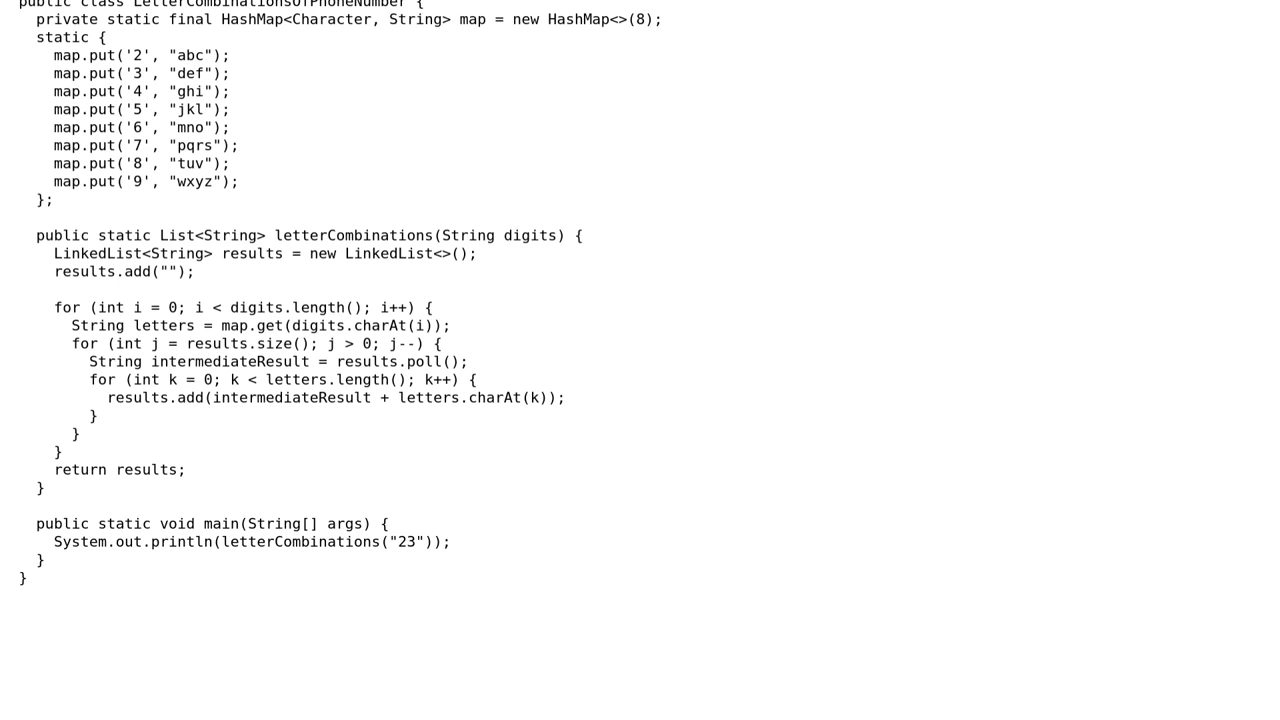 public class LetterCombinationsOfPhoneNumber {
  private static final HashMap<Character, String> map = new HashMap<>(8);
  static {
    map.put('2', "abc");
    map.put('3', "def");
    map.put('4', "ghi");
    map.put('5', "jkl");
    map.put('6', "mno");
    map.put('7', "pqrs");
    map.put('8', "tuv");
    map.put('9', "wxyz");
  };

  public static List<String> letterCombinations(String digits) {
    LinkedList<String> results = new LinkedList<>();
    results.add("");

    for (int i = 0; i < digits.length(); i++) {
      String letters = map.get(digits.charAt(i));
      for (int j = results.size(); j > 0; j--) {
        String intermediateResult = results.poll();
        for (int k = 0; k < letters.length(); k++) {
          results.add(intermediateResult + letters.charAt(k));
        }
      }
    }
    return results;
  }

  public static void main(String[] args) {
    System.out.println(letterCombinations("23"));
  }
}